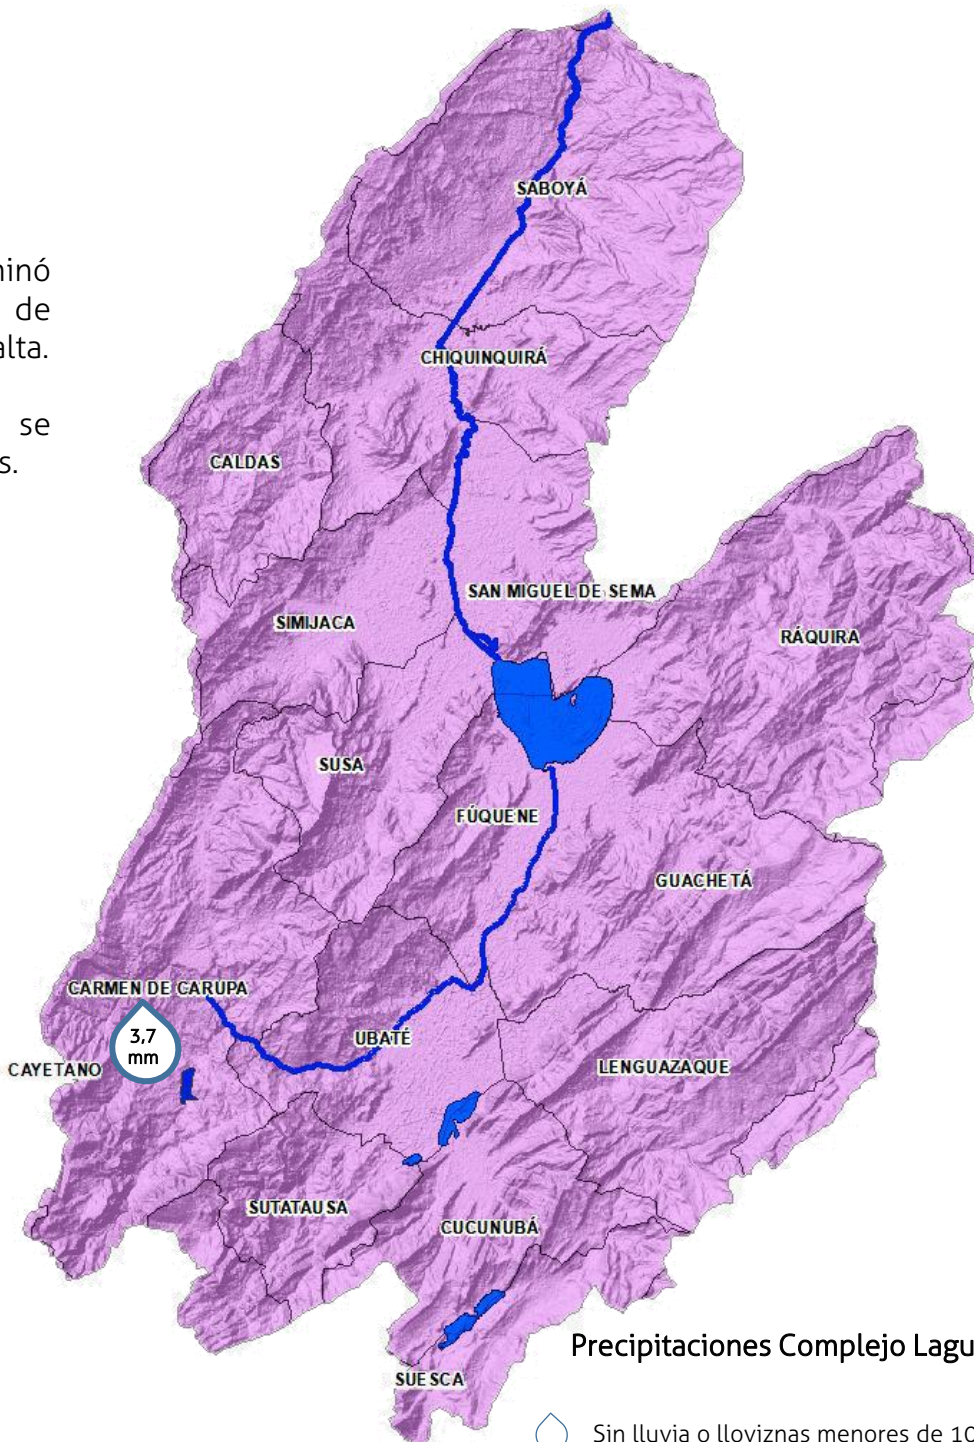 SABOYÁ
inó
de
alta.
CHIQUINQUIRÁ
se
s.
CALDAS
SAN MIGUEL DE SEMA
SIMIJACA
RÁQUIRA
SUSA
FÚQUENE
GUACHETÁ
CARMEN DE CARUPA
3,7
mm
UBATÉ
CAYETANO
LENGUAZAQUE
SUTATAUSA
CUCUNUBÁ
Precipitaciones Complejo Lagu
SUESCA
Sin lluvia o lloviznas menores de 10